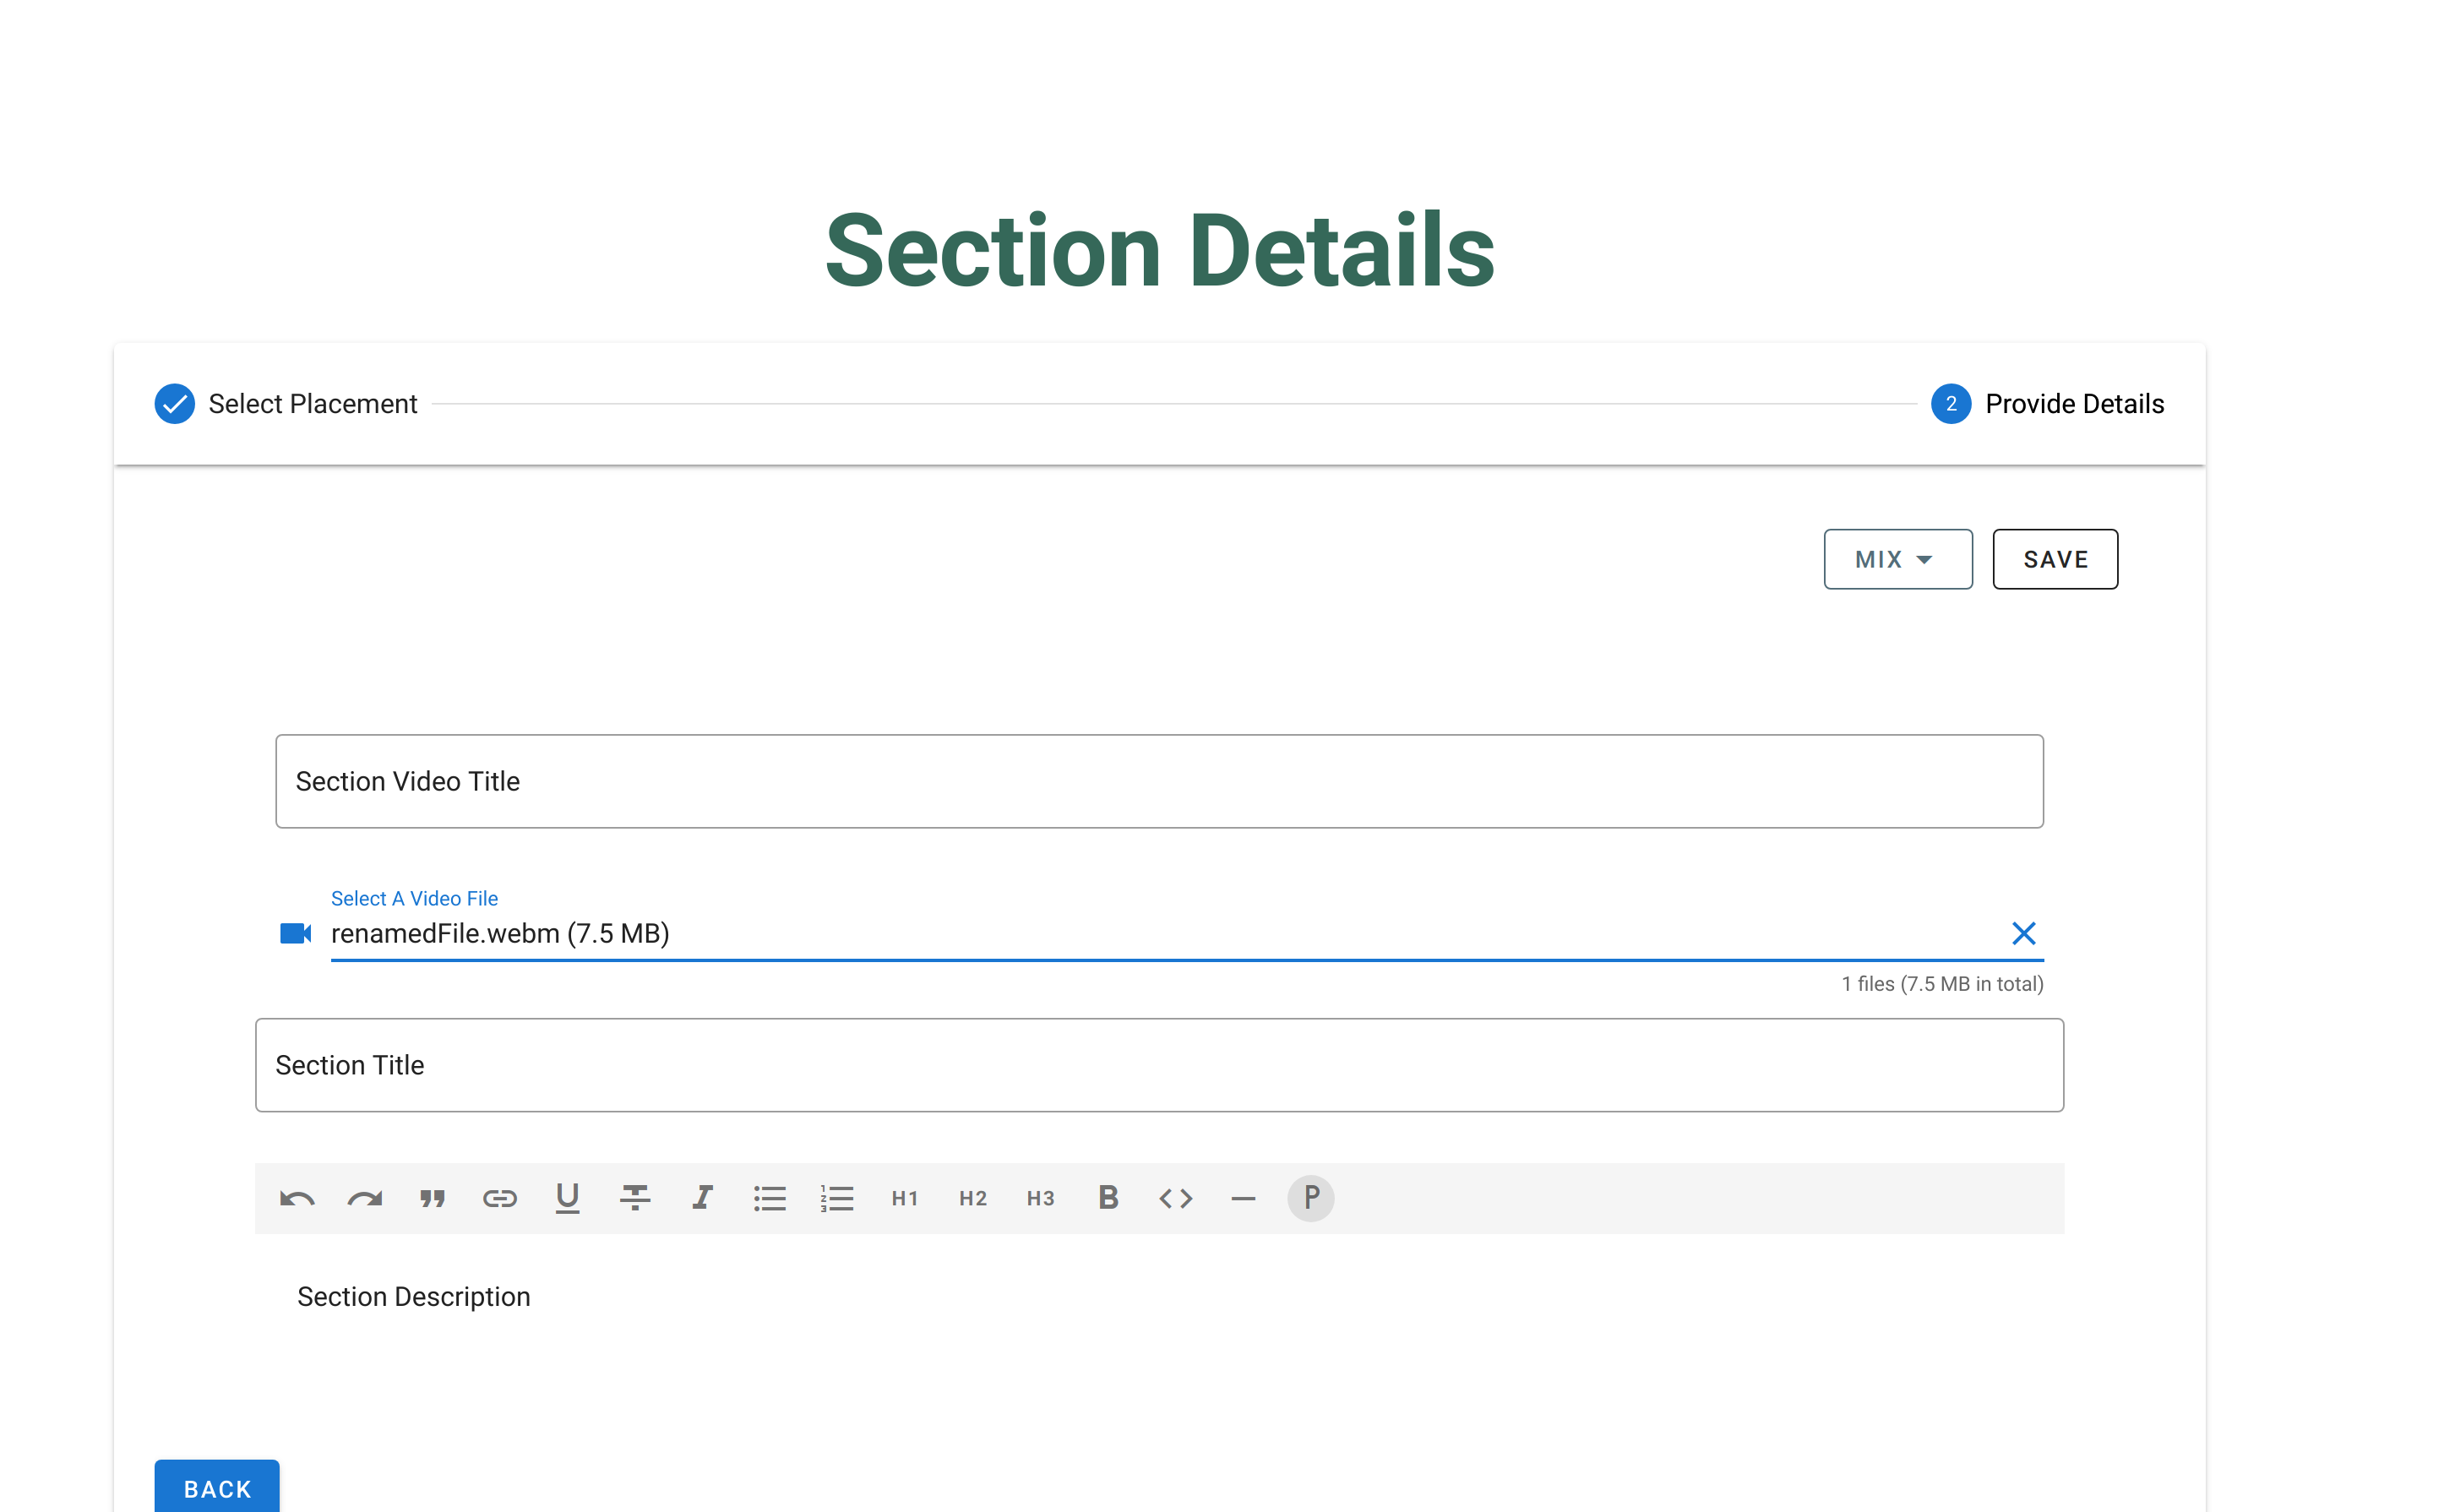 Section Details
Select Placement
2 Provide Details
MIX SAVE
Section Video Title
Select A Video File
renamedFile.webm (7.5 MB)
1 files (7.5 MB in total)
Section Title
H1 H2 H3 B <> P
Section Description
BACK